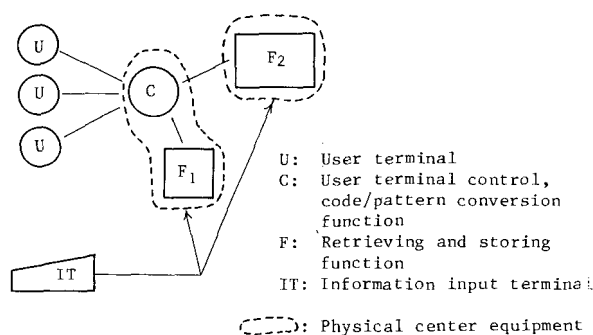 U
U
U
C
F2
F1
IT
U: User terminal
C: User terminal control,
code/pattern conversion
function
F: Retrieving and storing
function
IT: Information input terminal
: Physical center equipment